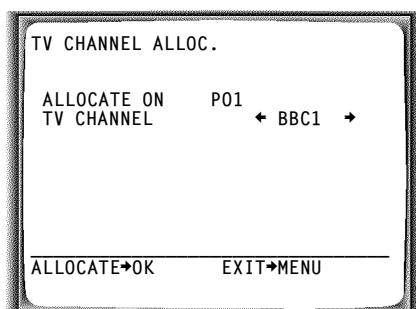 TV CHANNEL ALLOC.
ALLOCATE ON P01
TV CHANNEL ← BBC1 →
ALLOCATE→OK EXIT→MENU